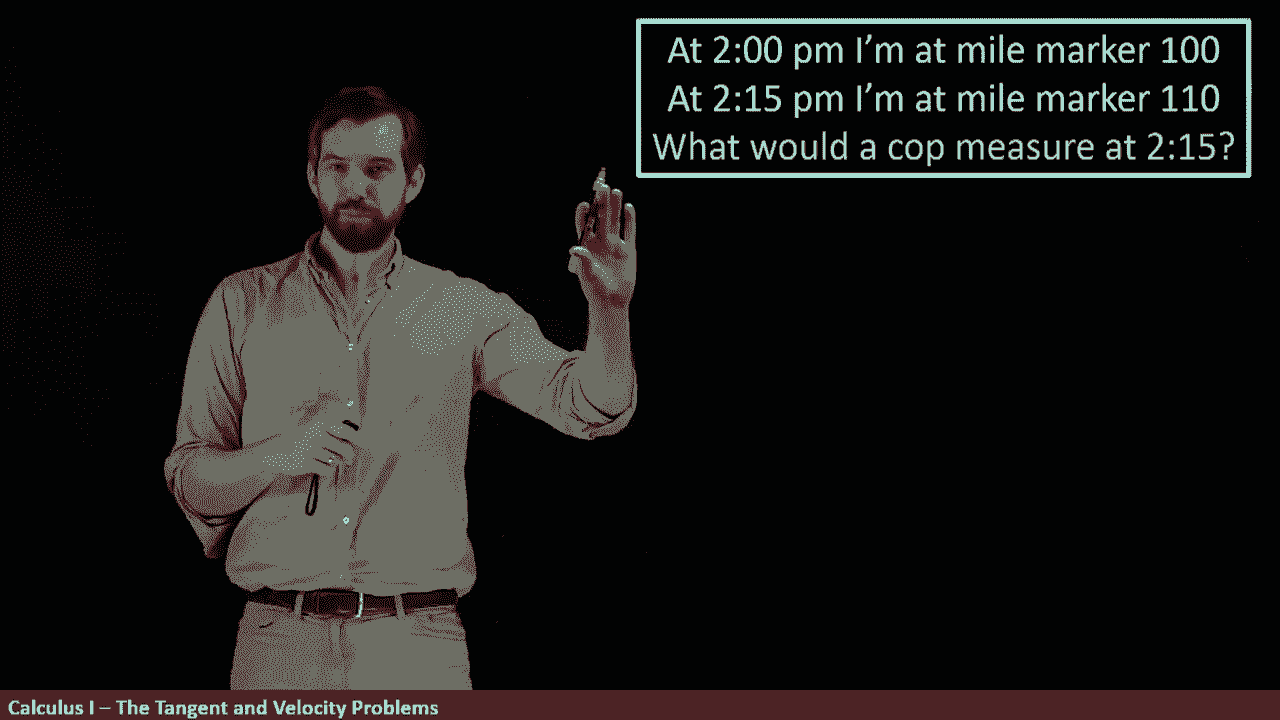 At 2:00 pm I’m at mile marker 100
At 2:15 pm I’m at mile marker 110
What would a cop measure at 2:15?
Calculus I – The Tangent and Velocity Problems